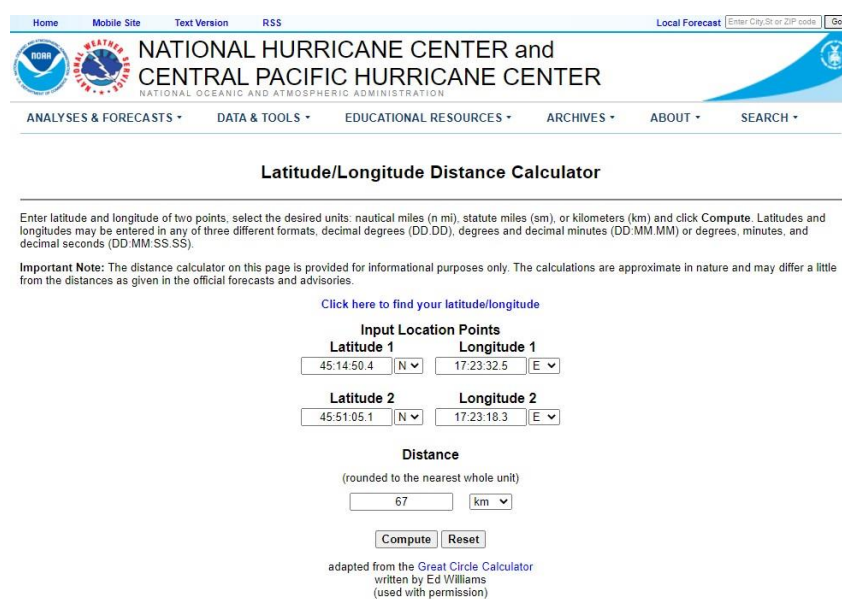 Home Mobile Site Text Version RSS Local Forecast Enter City,St or ZIP code Go
NOAA
NATIONAL HURRICANE CENTER and
CENTRAL PACIFIC HURRICANE CENTER
NATIONAL OCEANIC AND ATMOSPHERIC ADMINISTRATION
ANALYSES & FORECASTS DATA & TOOLS EDUCATIONAL RESOURCES ARCHIVES ABOUT SEARCH
Latitude/Longitude Distance Calculator
Enter latitude and longitude of two points, select the desired units: nautical miles (n mi), statute miles (sm), or kilometers (km) and click Compute. Latitudes and
longitudes may be entered in any of three different formats, decimal degrees (DD.DD), degrees and decimal minutes (DD:MM.MM) or degrees, minutes, and
decimal seconds (DD:MM:SS.SS).
Important Note: The distance calculator on this page is provided for informational purposes only. The calculations are approximate in nature and may differ a little
from the distances as given in the official forecasts and advisories.
Click here to find your latitude/longitude
Input Location Points
Latitude 1 Longitude 1
45:14:50.4 N 17:23:32.5 E
Latitude 2 Longitude 2
45:51:05.1 N 17:23:18.3 E
Distance
(rounded to the nearest whole unit)
67 km
Compute Reset
adapted from the Great Circle Calculator
written by Ed Williams
(used with permission)